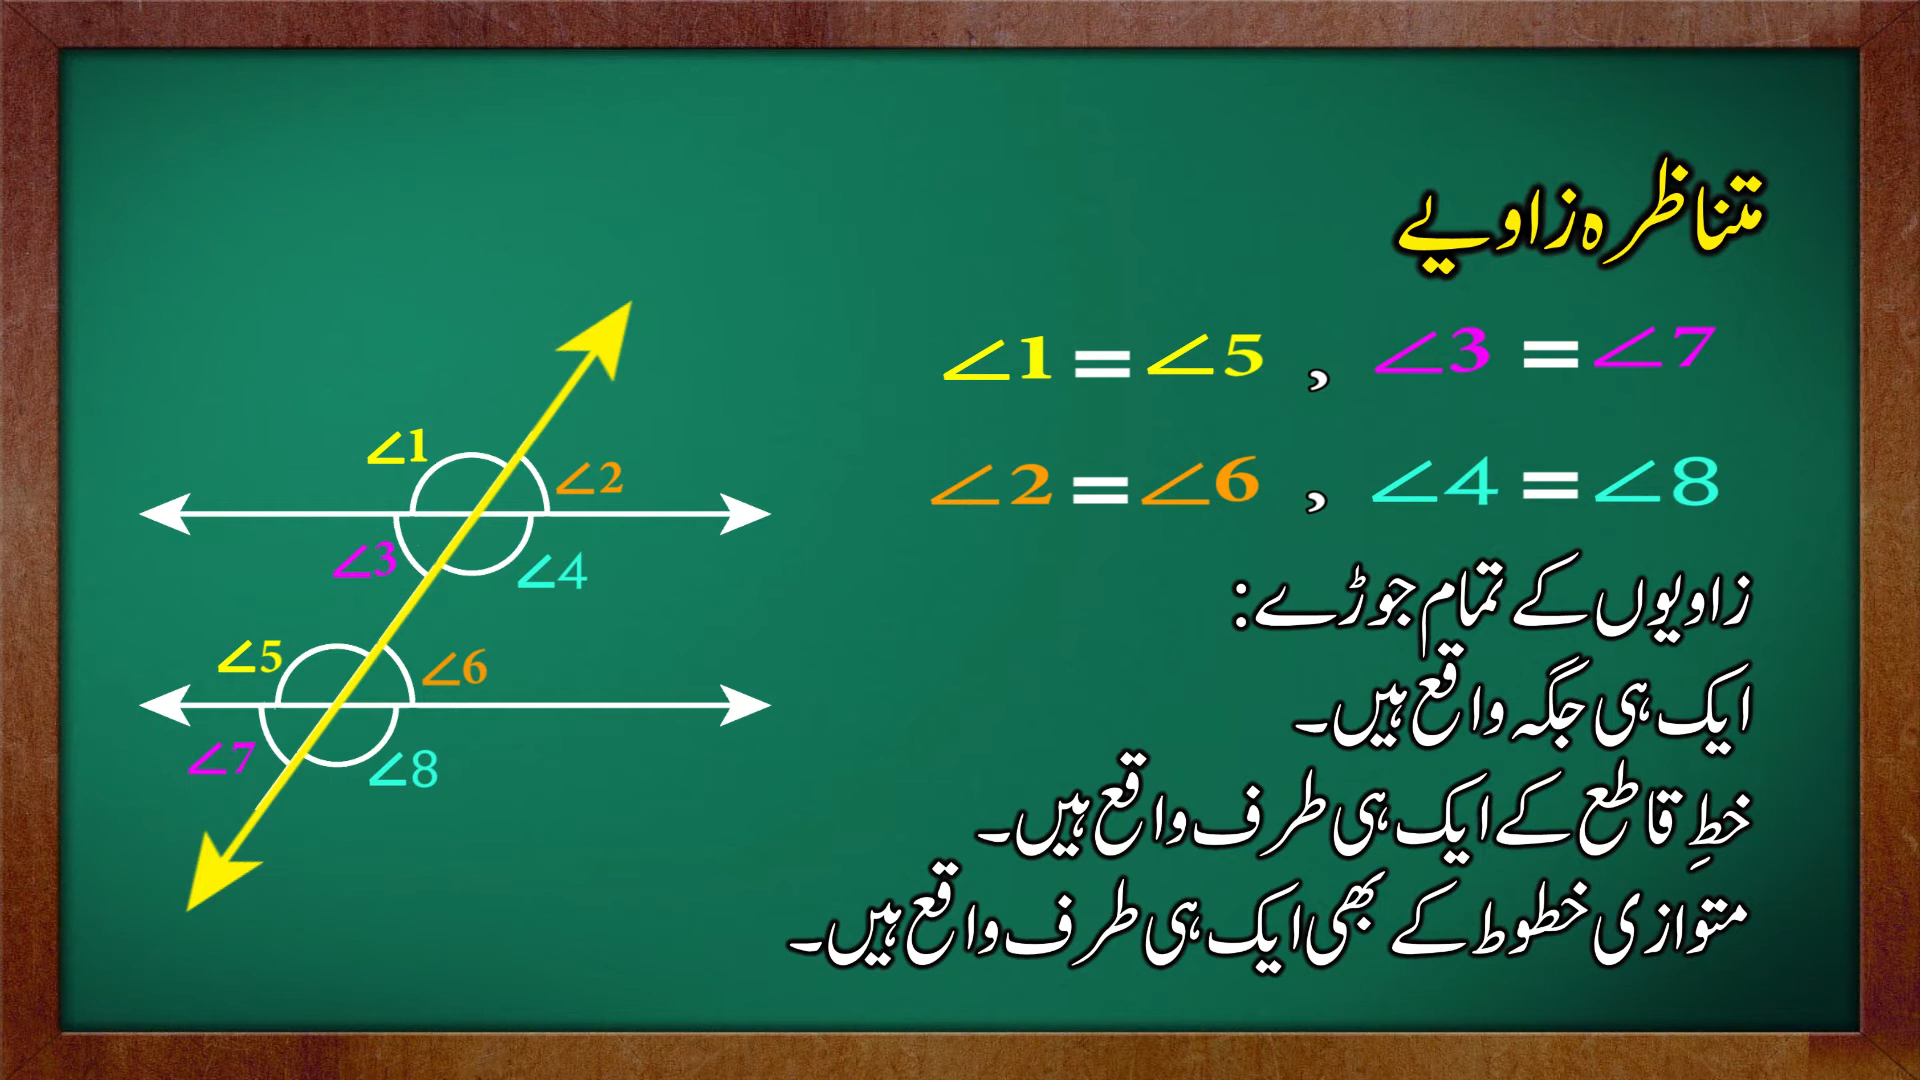 متناظرہ زاویے
∠1 = ∠5 , ∠3 = ∠7
∠2 = ∠6 , ∠4 = ∠8
زاویوں کے تمام جوڑے:
ایک ہی جگہ واقع ہیں۔
خطِ قاطع کے ایک ہی طرف واقع ہیں۔
متوازی خطوط کے بھی ایک ہی طرف واقع ہیں۔
∠1
∠2
∠3
∠4
∠5
∠6
∠7
∠8